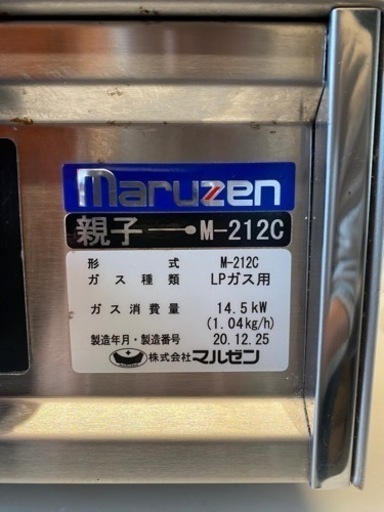 maruzen
親子 M-212C
形 式 M-212C
ガス種類 LPガス用
ガス消費量 14.5kW
(1.04kg/h)
製造年月・製造番号 20.12.25
株式会社 マルゼン